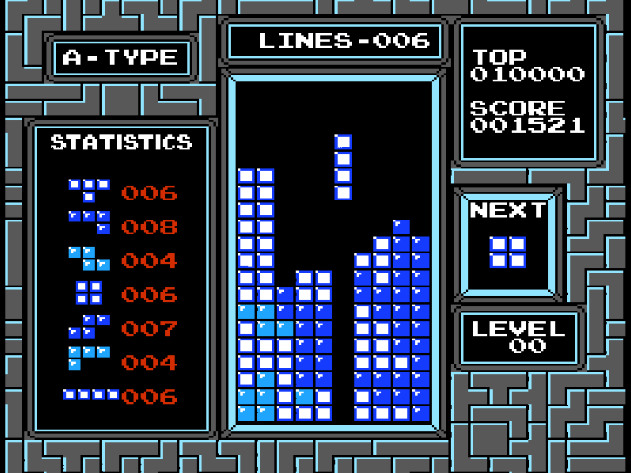 A-TYPE
LINES-006
TOP
010000
SCORE
001521
STATISTICS
006
008
004
006
007
004
006
NEXT
LEVEL
00